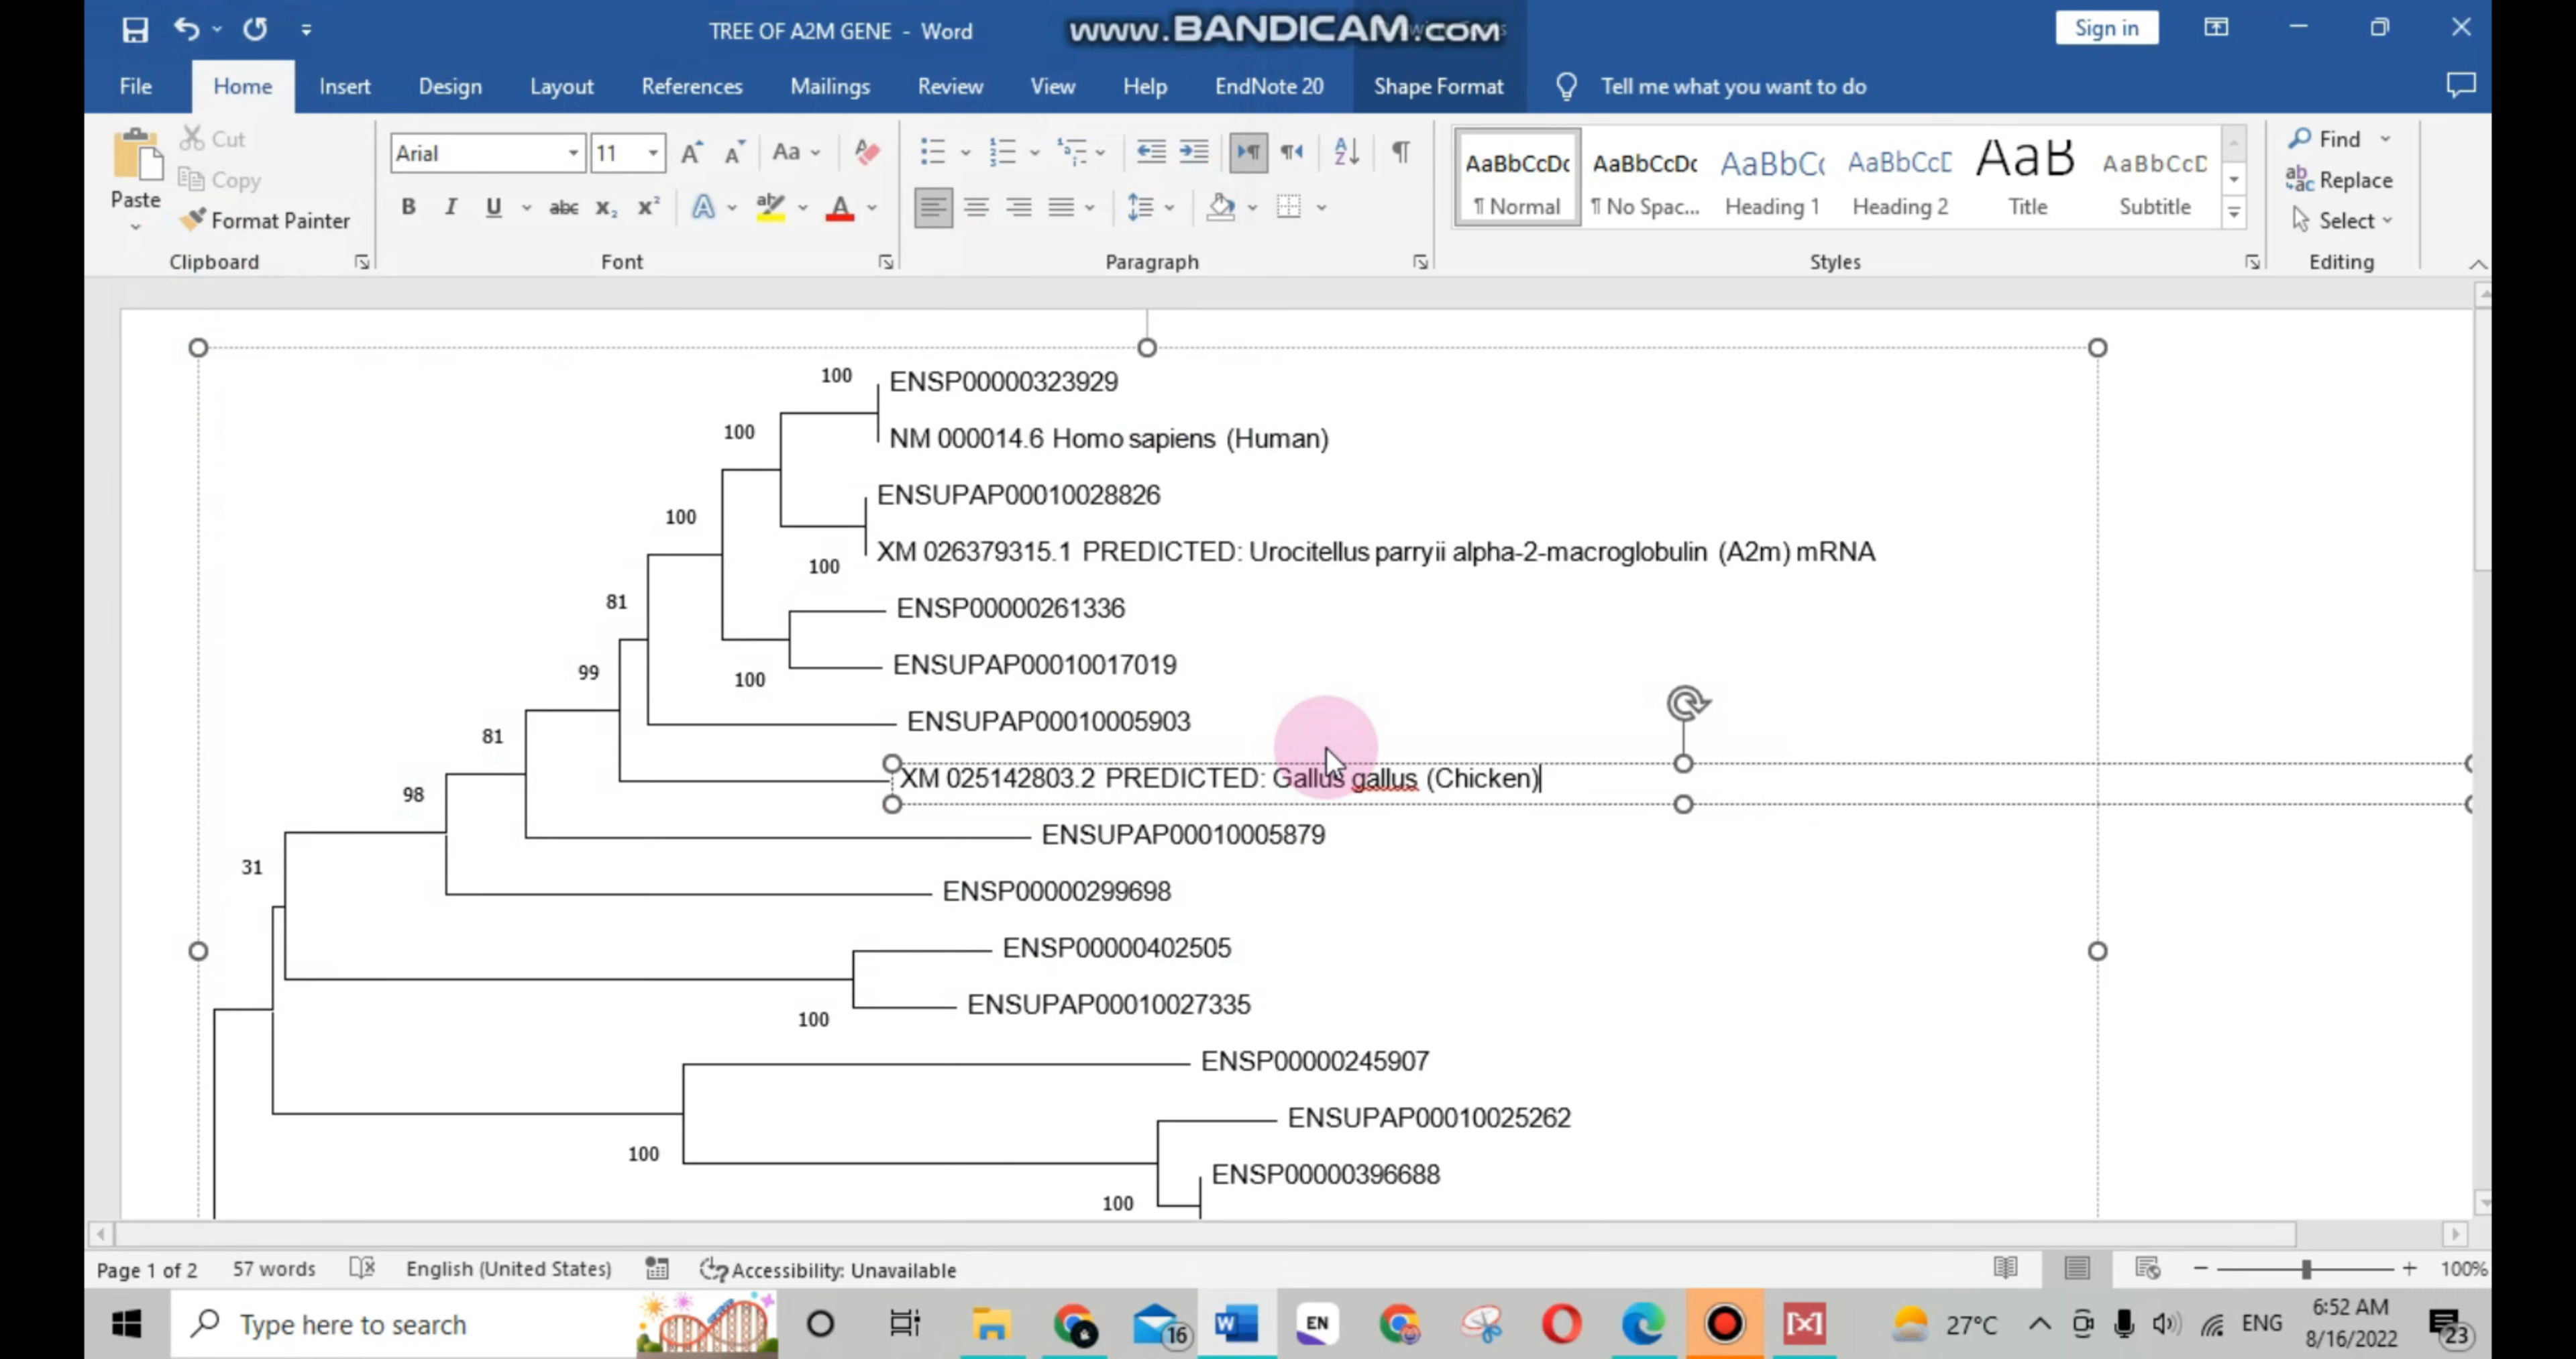 TREE OF A2M GENE - Word
www.BANDICAM.com
Sign in
File Home Insert Design Layout References Mailings Review View Help EndNote 20 Shape Format Tell me what you want to do
Paste
Cut
Copy
Format Painter
Clipboard
Arial 11
Font
Paragraph
AaBbCcDc AaBbCcDc AaBbCc AaBbCcD AaB AaBbCcD
¶ Normal ¶ No Spac... Heading 1 Heading 2 Title Subtitle
Styles
Find
Replace
Select
Editing
100 ENSP00000323929
100 NM 000014.6 Homo sapiens (Human)
ENSUPAP00010028826
100
XM 026379315.1 PREDICTED: Urocitellus parryii alpha-2-macroglobulin (A2m) mRNA
100
81 ENSP00000261336
ENSUPAP00010017019
99 100
ENSUPAP00010005903
81
XM 025142803.2 PREDICTED: Gallus gallus (Chicken)
98
ENSUPAP00010005879
31
ENSP00000299698
ENSP00000402505
ENSUPAP00010027335
100
ENSP00000245907
ENSUPAP00010025262
100
ENSP00000396688
100
Page 1 of 2 57 words English (United States) Accessibility: Unavailable 100%
Type here to search
16
EN
27°C ENG
6:52 AM
8/16/2022
23